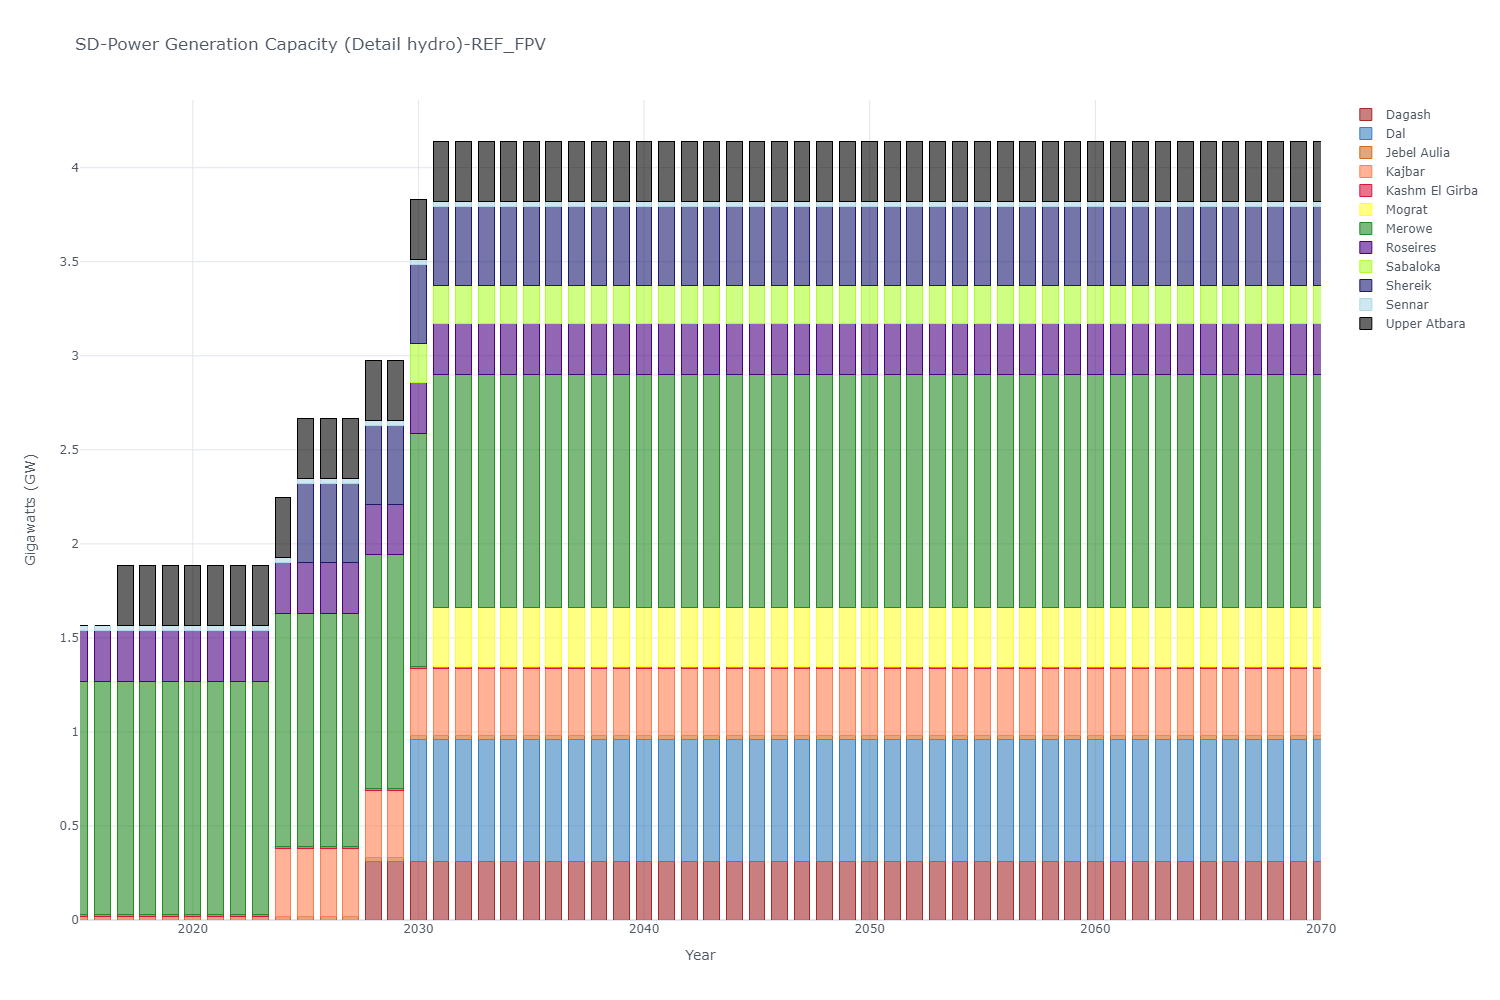 SD-Power Generation Capacity (Detail hydro)-REF_FPV
Dagash
Dal
Jebel Aulia
Kajbar
Kashm El Girba
Mograt
Merowe
Roseires
Sabaloka
Shereik
Sennar
Upper Atbara
4
3.5
3
2.5
2
1.5
1
0.5
0
Gigawatts (GW)
2020 2030 2040 2050 2060 2070
Year